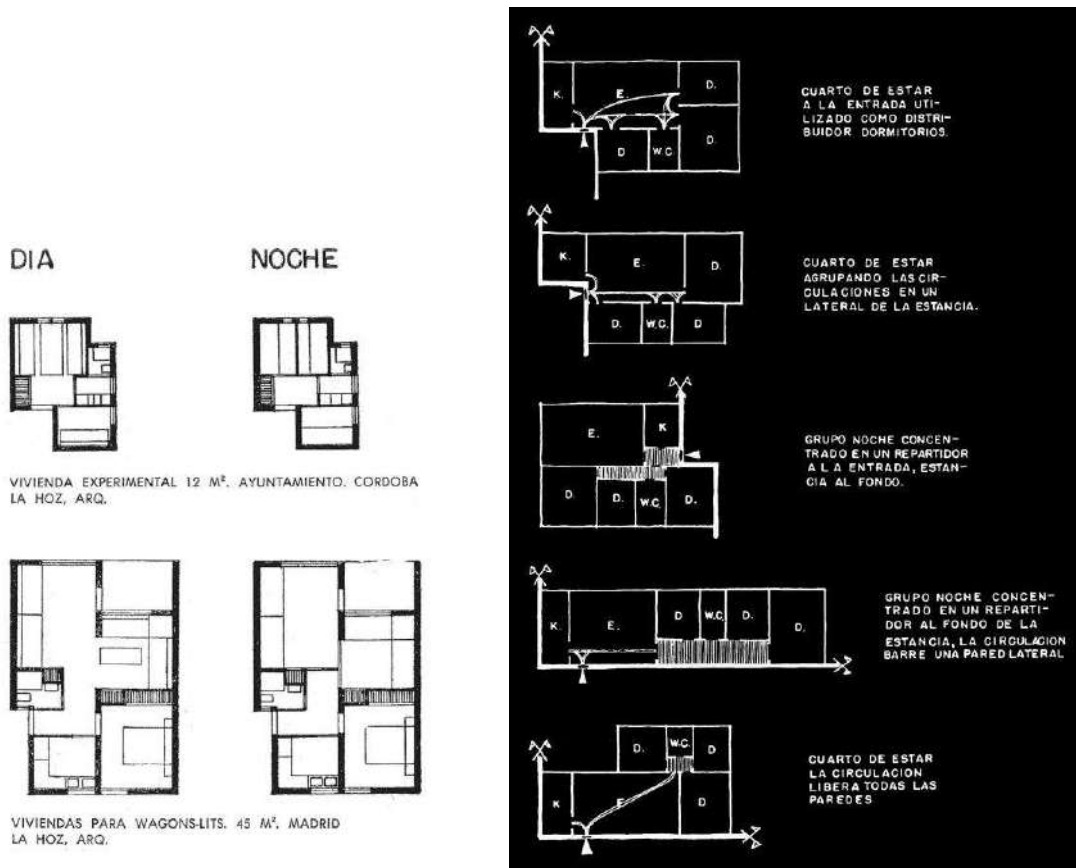 DIA
NOCHE
VIVIENDA EXPERIMENTAL 12 M². AYUNTAMIENTO. CORDOBA
LA HOZ, ARQ.
VIVIENDAS PARA WAGONS-LITS. 45 M², MADRID
LA HOZ, ARQ.
K. E. D.
D W.C. D.
CUARTO DE ESTAR
A LA ENTRADA UTI-
LIZADO COMO DISTRI-
BUIDOR DORMITORIOS.
K. E. D.
D. W.C. D
CUARTO DE ESTAR
AGRUPANDO LAS CIR-
CULACIONES EN UN
LATERAL DE LA ESTANCIA.
E. K
D. D. W.C. D.
GRUPO NOCHE CONCEN-
TRADO EN UN REPARTIDOR
A LA ENTRADA, ESTAN-
CIA AL FONDO.
K. E. D W.C. D. D.
GRUPO NOCHE CONCEN-
TRADO EN UN REPARTI-
DOR AL FONDO DE LA
ESTANCIA, LA CIRCULACION
BARRE UNA PARED LATERAL
D. W.C. D
K E D
CUARTO DE ESTAR
LA CIRCULACION
LIBERA TODAS LAS
PAREDES